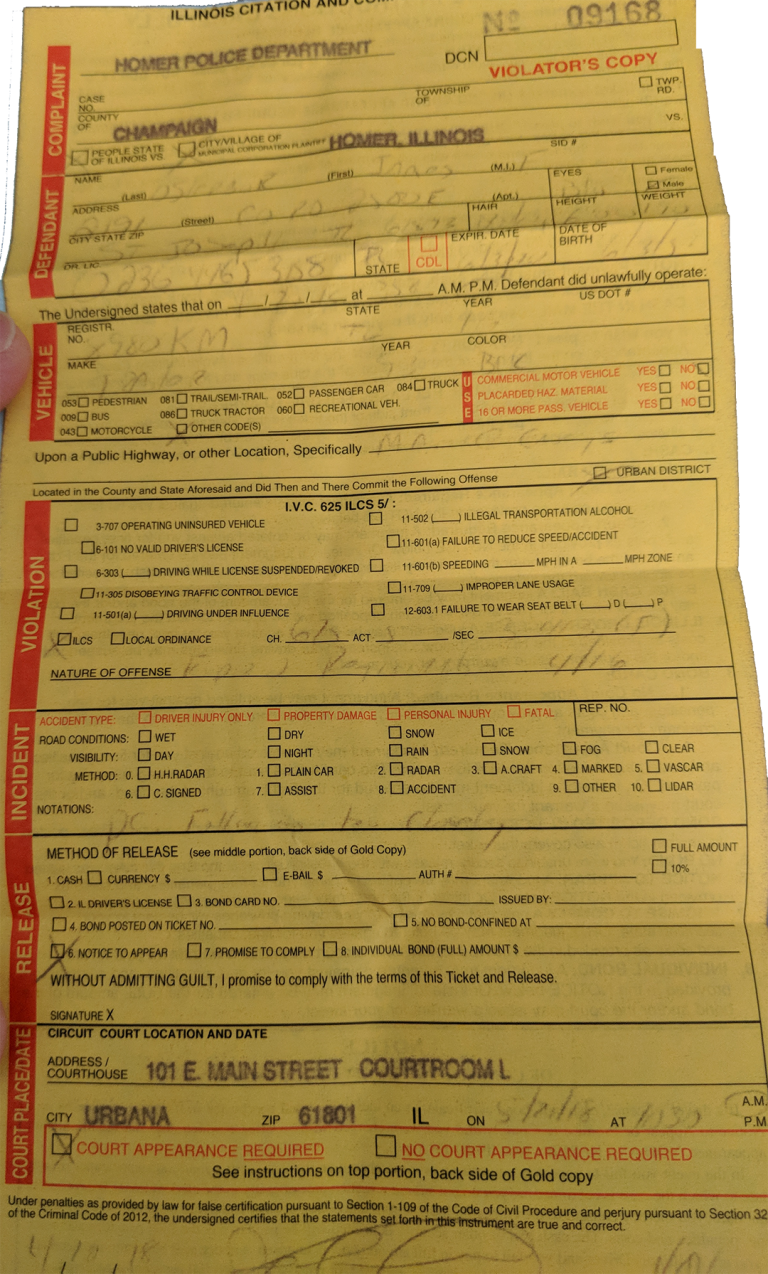 ILLINOIS CITATION AND
No 09168
HOMER POLICE DEPARTMENT
DCN
VIOLATOR'S COPY
COMPLAINT
CASE NO.
TOWNSHIP OF
TWP. RD.
COUNTY OF CHAMPAIGN
VS.
PEOPLE STATE OF ILLINOIS VS.
CITY/VILLAGE OF MUNICIPAL CORPORATION PLAINTIFF HOMER, ILLINOIS
SID #
DEFENDANT
NAME
(Last) (First) (M.I.)
EYES
Female
Male
ADDRESS
(Street) (Apt.)
HAIR
HEIGHT
WEIGHT
CITY STATE ZIP
DR. LIC.
STATE
CDL
EXPIR. DATE
DATE OF BIRTH
The Undersigned states that on / / at A.M. P.M. Defendant did unlawfully operate:
VEHICLE
REGISTR. NO.
STATE
YEAR
US DOT #
MAKE
YEAR
COLOR
053 PEDESTRIAN 081 TRAIL/SEMI-TRAIL 052 PASSENGER CAR 084 TRUCK
009 BUS 086 TRUCK TRACTOR 060 RECREATIONAL VEH.
043 MOTORCYCLE OTHER CODE(S)
USE
COMMERCIAL MOTOR VEHICLE YES NO
PLACARDED HAZ. MATERIAL YES NO
16 OR MORE PASS. VEHICLE YES NO
Upon a Public Highway, or other Location, Specifically
Located in the County and State Aforesaid and Did Then and There Commit the Following Offense
URBAN DISTRICT
VIOLATION
I.V.C. 625 ILCS 5/ :
3-707 OPERATING UNINSURED VEHICLE
11-502 ( ) ILLEGAL TRANSPORTATION ALCOHOL
6-101 NO VALID DRIVER'S LICENSE
11-601(a) FAILURE TO REDUCE SPEED/ACCIDENT
6-303 ( ) DRIVING WHILE LICENSE SUSPENDED/REVOKED
11-601(b) SPEEDING MPH IN A MPH ZONE
11-305 DISOBEYING TRAFFIC CONTROL DEVICE
11-709 ( ) IMPROPER LANE USAGE
11-501(a) ( ) DRIVING UNDER INFLUENCE
12-603.1 FAILURE TO WEAR SEAT BELT ( ) D ( ) P
ILCS LOCAL ORDINANCE CH. ACT /SEC
NATURE OF OFFENSE 4/16
INCIDENT
ACCIDENT TYPE: DRIVER INJURY ONLY PROPERTY DAMAGE PERSONAL INJURY FATAL
REP. NO.
ROAD CONDITIONS: WET DRY SNOW ICE
VISIBILITY: DAY NIGHT RAIN SNOW FOG CLEAR
METHOD: 0. H.H.RADAR 1. PLAIN CAR 2. RADAR 3. A.CRAFT 4. MARKED 5. VASCAR
6. C. SIGNED 7. ASSIST 8. ACCIDENT 9. OTHER 10. LIDAR
NOTATIONS:
Following too Closely
RELEASE
METHOD OF RELEASE (see middle portion, back side of Gold Copy)
FULL AMOUNT
10%
1. CASH CURRENCY $ E-BAIL $ AUTH #
2. IL DRIVER'S LICENSE 3. BOND CARD NO. ISSUED BY:
4. BOND POSTED ON TICKET NO. 5. NO BOND-CONFINED AT
6. NOTICE TO APPEAR 7. PROMISE TO COMPLY 8. INDIVIDUAL BOND (FULL) AMOUNT $
WITHOUT ADMITTING GUILT, I promise to comply with the terms of this Ticket and Release.
SIGNATURE X
COURT PLACE/DATE
CIRCUIT COURT LOCATION AND DATE
ADDRESS / COURTHOUSE 101 E. MAIN STREET COURTROOM L
CITY URBANA ZIP 61801 IL ON AT A.M. P.M.
COURT APPEARANCE REQUIRED NO COURT APPEARANCE REQUIRED
See instructions on top portion, back side of Gold copy
Under penalties as provided by law for false certification pursuant to Section 1-109 of the Code of Civil Procedure and perjury pursuant to Section 32
of the Criminal Code of 2012, the undersigned certifies that the statements set forth in this instrument are true and correct.